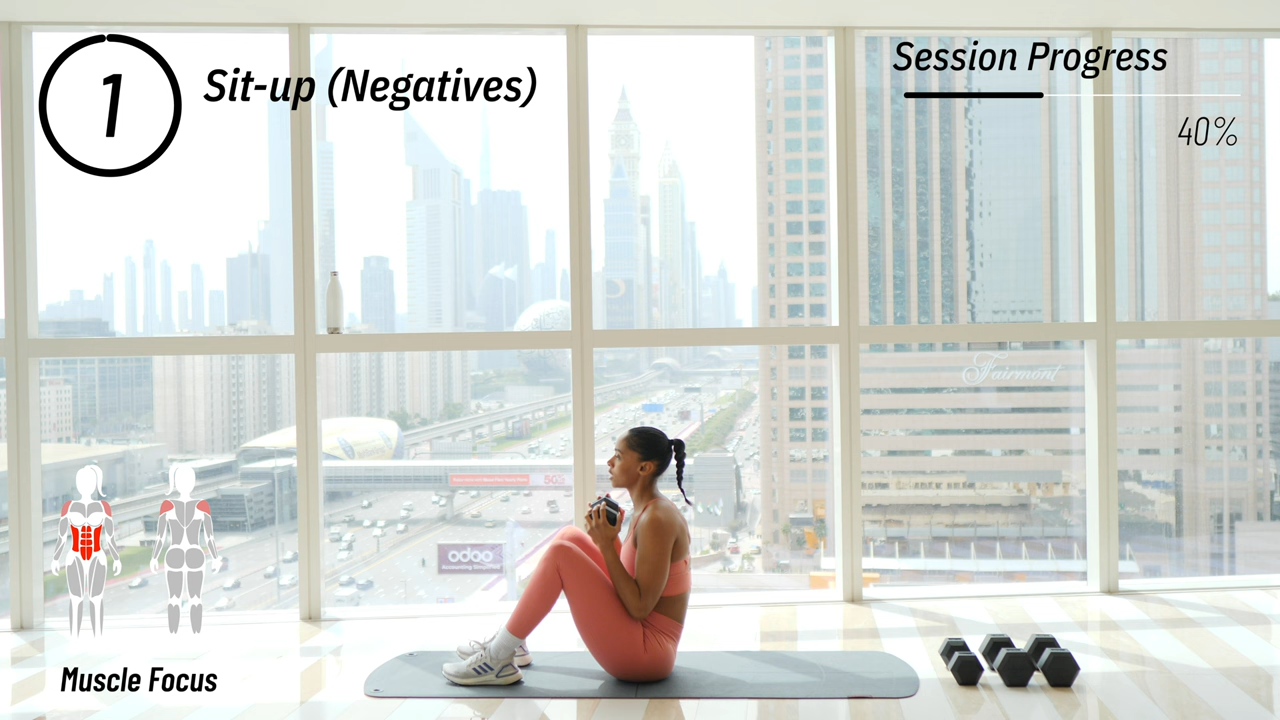 1
Sit-up (Negatives)
Session Progress
40%
Fairmont
odoo
Muscle Focus